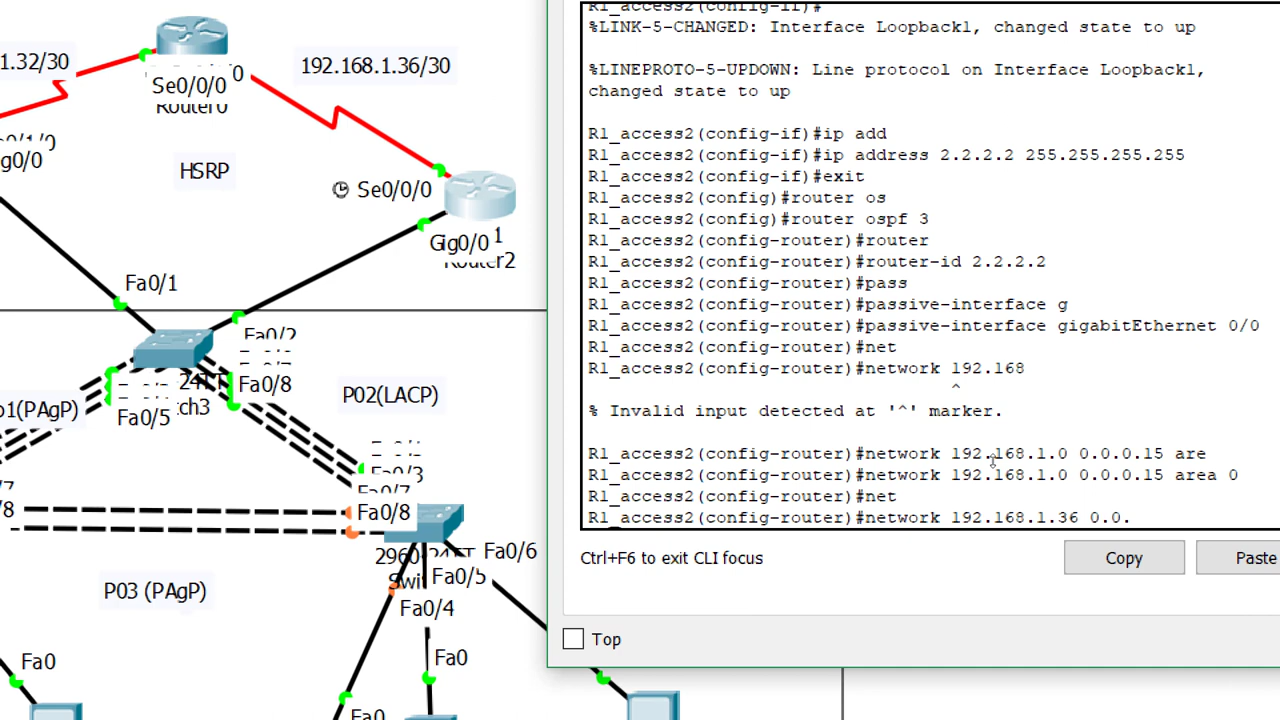 1.32/30
192.168.1.36/30
Se0/0/0
Router0
HSRP
Se0/0/0
Gig0/0
1
Router2
Fa0/1
Fa0/2
Fa0/8
Fa0/5
P02(LACP)
Fa0/3
Fa0/7
Fa0/8
Fa0/6
Fa0/5
Fa0/4
P03 (PAgP)
Fa0
Fa0
Fa0
R1_access2(config-if)#
%LINK-5-CHANGED: Interface Loopback1, changed state to up
%LINEPROTO-5-UPDOWN: Line protocol on Interface Loopback1,
changed state to up
R1_access2(config-if)#ip add
R1_access2(config-if)#ip address 2.2.2.2 255.255.255.255
R1_access2(config-if)#exit
R1_access2(config)#router os
R1_access2(config)#router ospf 3
R1_access2(config-router)#router
R1_access2(config-router)#router-id 2.2.2.2
R1_access2(config-router)#pass
R1_access2(config-router)#passive-interface g
R1_access2(config-router)#passive-interface gigabitEthernet 0/0
R1_access2(config-router)#net
R1_access2(config-router)#network 192.168
^
% Invalid input detected at '^' marker.
R1_access2(config-router)#network 192.168.1.0 0.0.0.15 are
R1_access2(config-router)#network 192.168.1.0 0.0.0.15 area 0
R1_access2(config-router)#net
R1_access2(config-router)#network 192.168.1.36 0.0.
Ctrl+F6 to exit CLI focus
Copy
Paste
Top